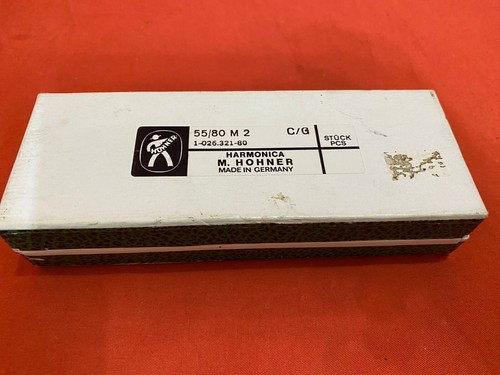 HOHNER
55/80 M 2 C/G
1-026.321-80
STÜCK
PCS
HARMONICA
M. HOHNER
MADE IN GERMANY